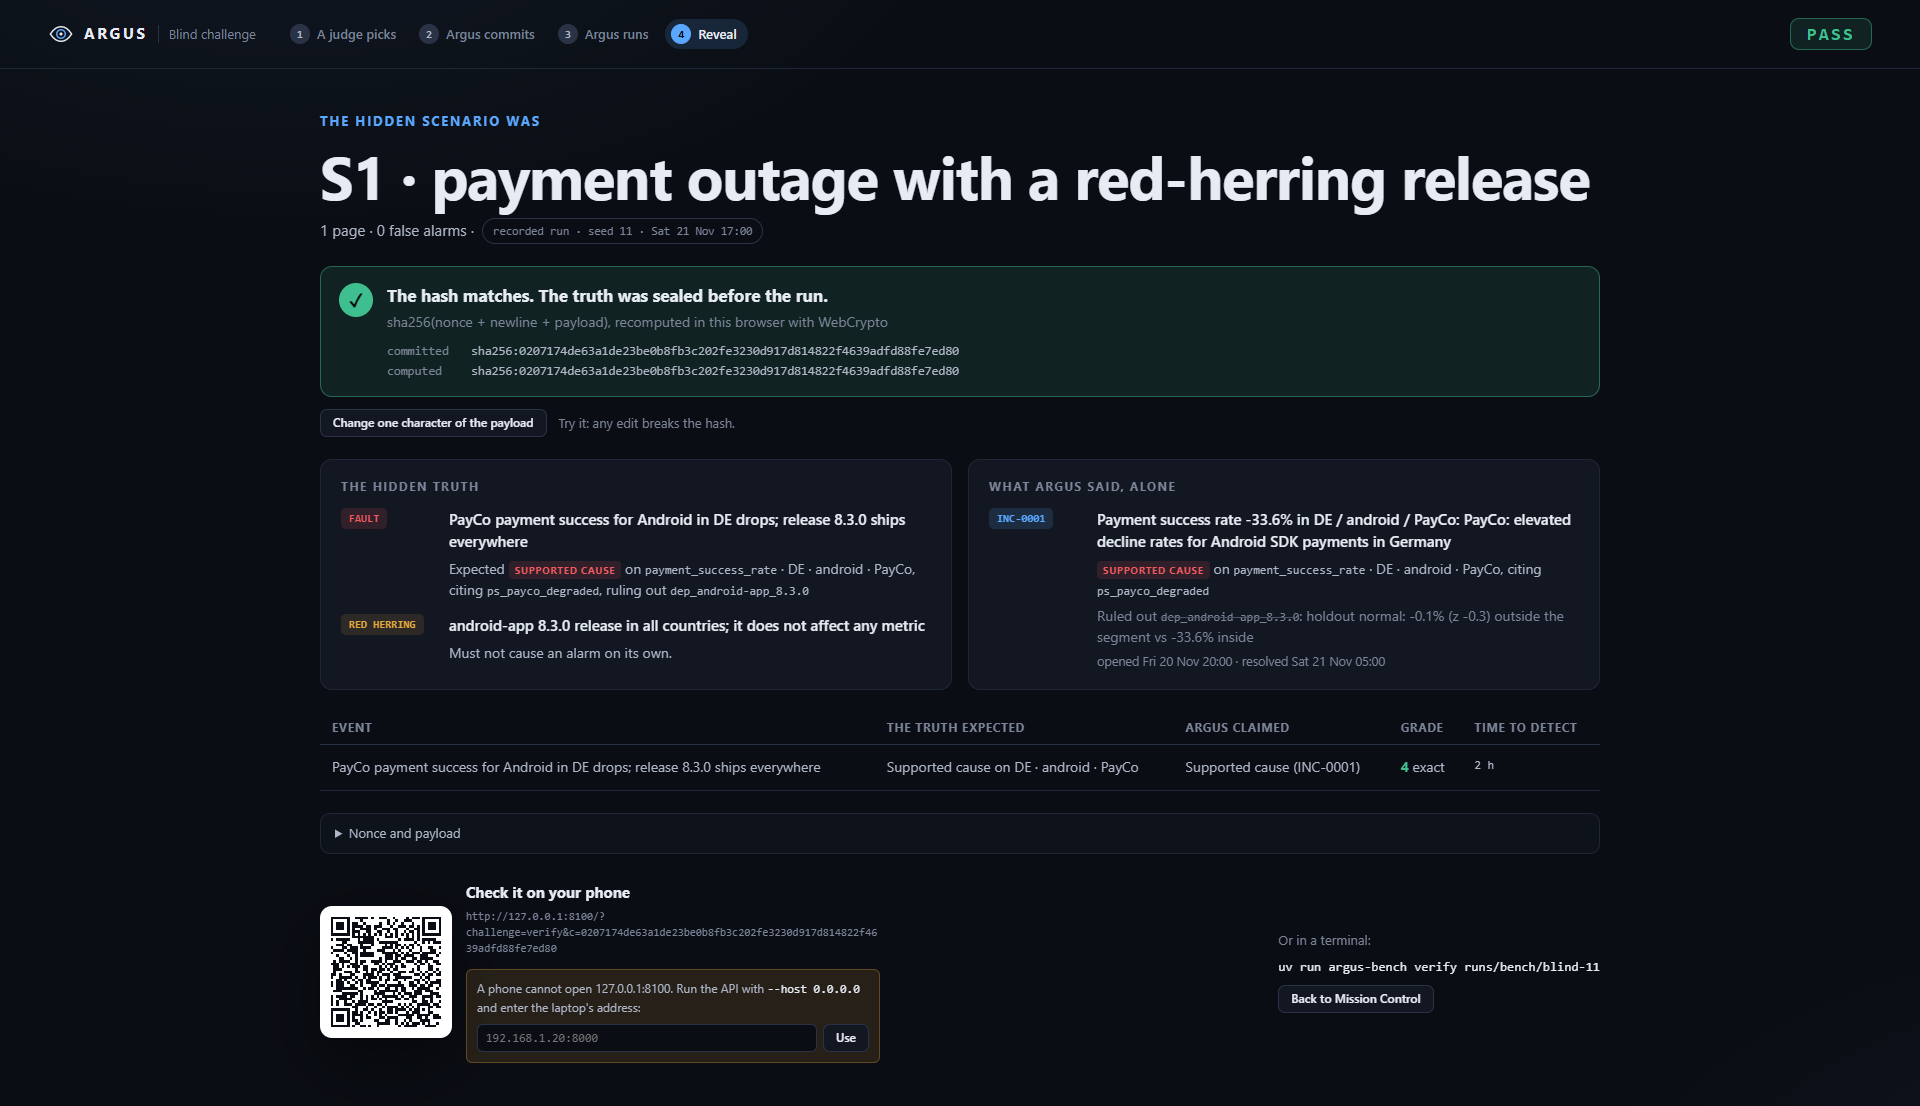 ARGUS
Blind challenge
1 A judge picks
2 Argus commits
3 Argus runs
4 Reveal
PASS
THE HIDDEN SCENARIO WAS
S1 · payment outage with a red-herring release
1 page · 0 false alarms · recorded run · seed 11 · Sat 21 Nov 17:00
✓ The hash matches. The truth was sealed before the run.
sha256(nonce + newline + payload), recomputed in this browser with WebCrypto
committed sha256:0207174de63a1de23be0b8fb3c202fe3230d917d814822f4639adfd88fe7ed80
computed sha256:0207174de63a1de23be0b8fb3c202fe3230d917d814822f4639adfd88fe7ed80
Change one character of the payload Try it: any edit breaks the hash.
THE HIDDEN TRUTH
FAULT PayCo payment success for Android in DE drops; release 8.3.0 ships
everywhere
Expected SUPPORTED CAUSE on payment_success_rate · DE · android · PayCo,
citing ps_payco_degraded, ruling out dep_android-app_8.3.0
RED HERRING android-app 8.3.0 release in all countries; it does not affect any metric
Must not cause an alarm on its own.
WHAT ARGUS SAID, ALONE
INC-0001 Payment success rate -33.6% in DE / android / PayCo: PayCo: elevated
decline rates for Android SDK payments in Germany
SUPPORTED CAUSE on payment_success_rate · DE · android · PayCo, citing
ps_payco_degraded
Ruled out dep_android-app_8.3.0: holdout normal: -0.1% (z -0.3) outside the
segment vs -33.6% inside
opened Fri 20 Nov 20:00 · resolved Sat 21 Nov 05:00
EVENT THE TRUTH EXPECTED ARGUS CLAIMED GRADE TIME TO DETECT
PayCo payment success for Android in DE drops; release 8.3.0 ships everywhere Supported cause on DE · android · PayCo Supported cause (INC-0001) 4 exact 2 h
▶ Nonce and payload
Check it on your phone
http://127.0.0.1:8100/?
challenge=verify&c=0207174de63a1de23be0b8fb3c202fe3230d917d814822f46
39adfd88fe7ed80
A phone cannot open 127.0.0.1:8100. Run the API with --host 0.0.0.0
and enter the laptop's address:
192.168.1.20:8000 Use
Or in a terminal:
uv run argus-bench verify runs/bench/blind-11
Back to Mission Control